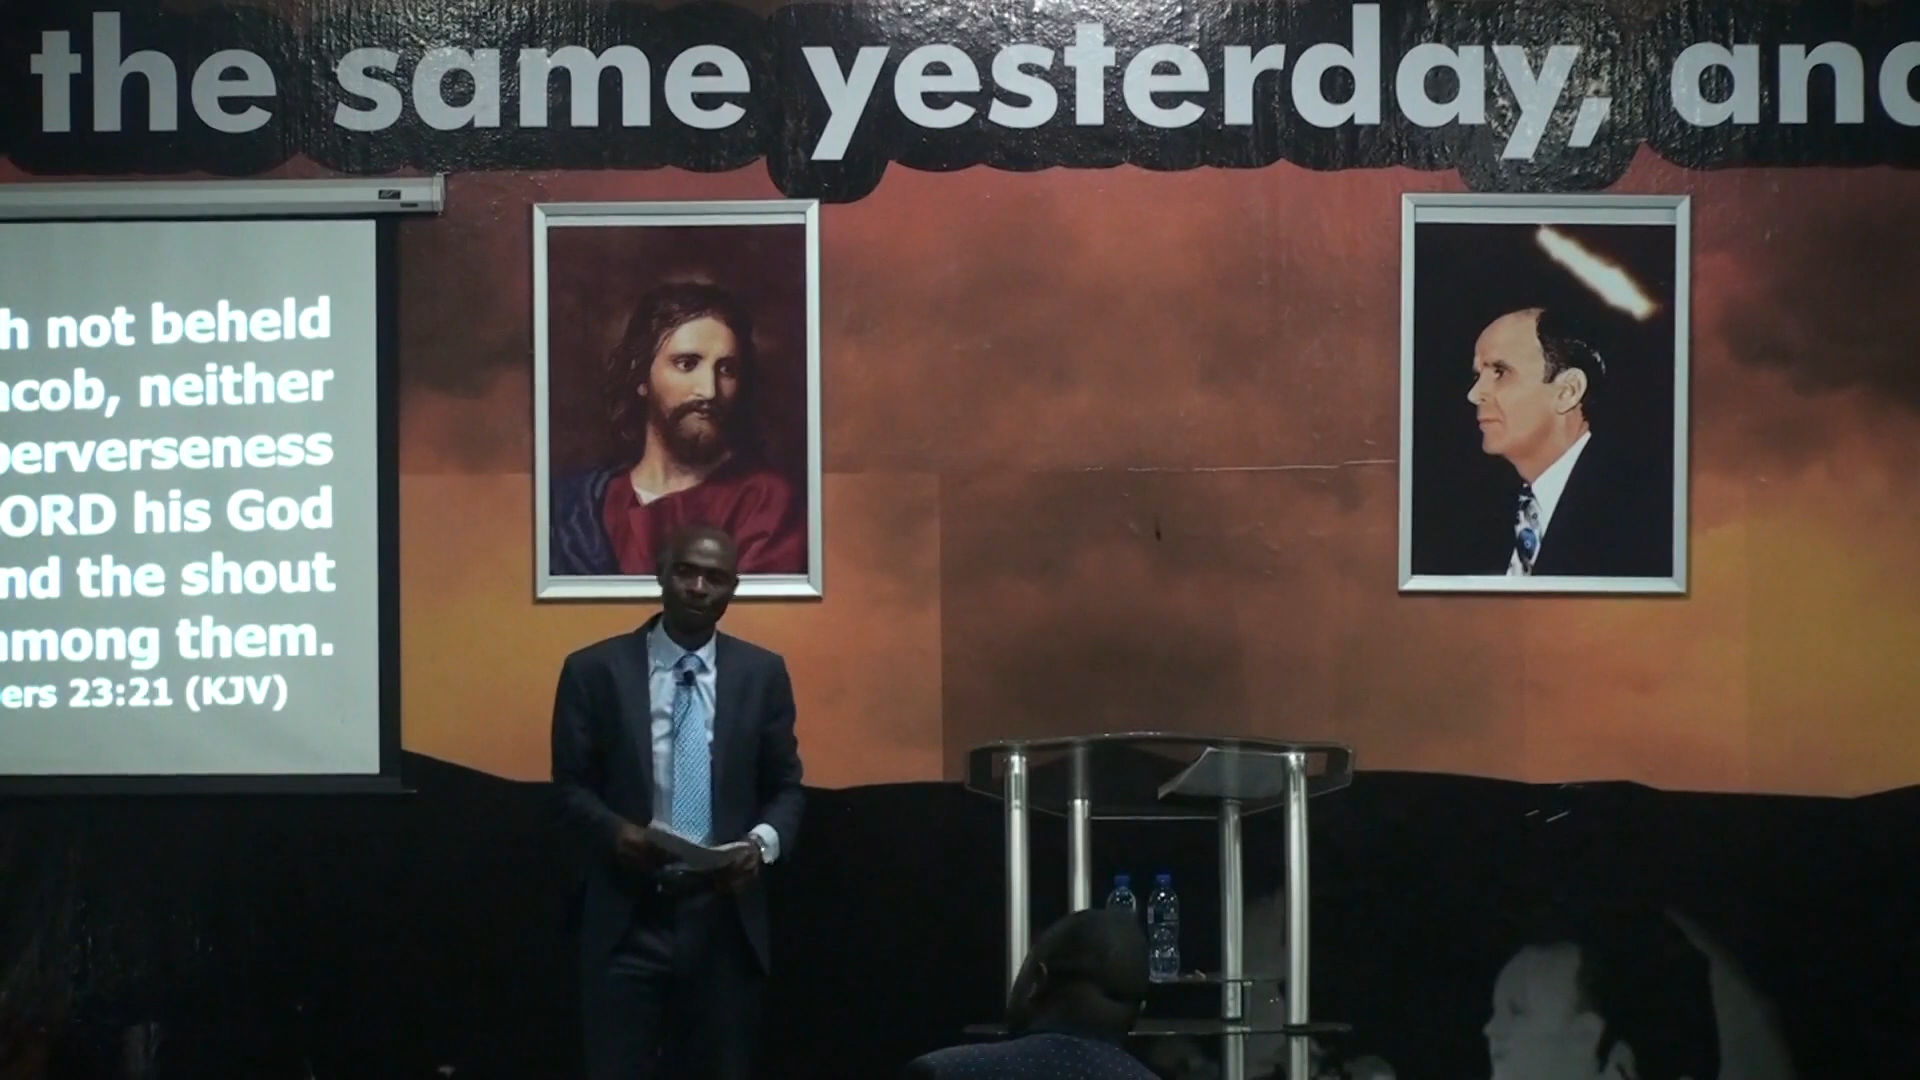 the same yesterday, and
h not beheld
acob, neither
perverseness
ORD his God
nd the shout
among them.
ers 23:21 (KJV)